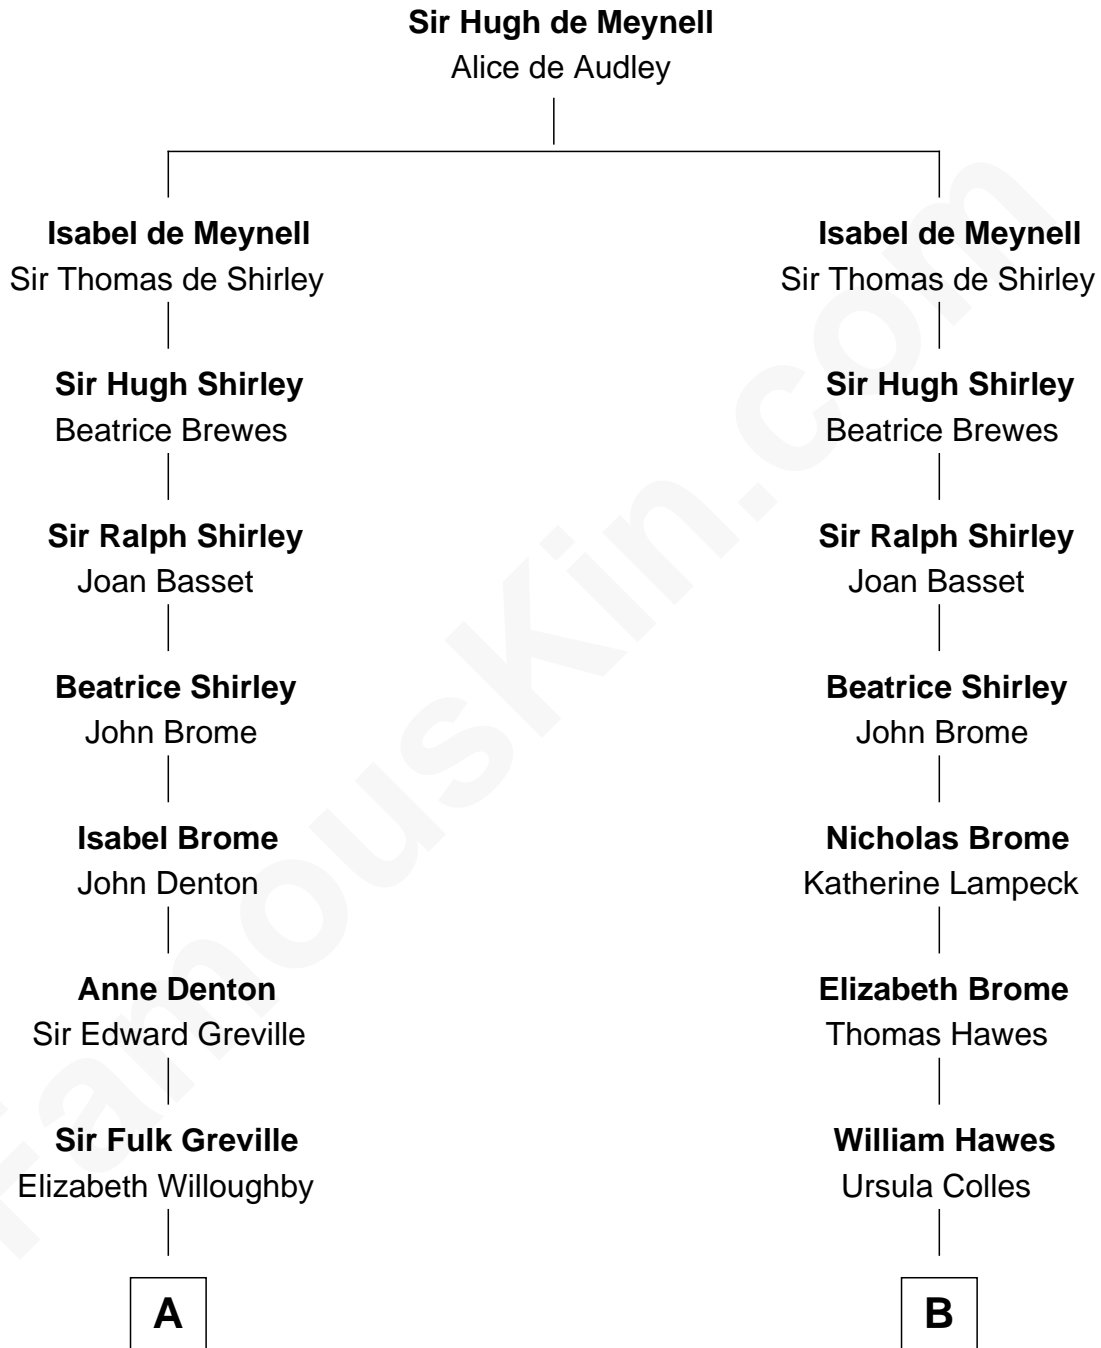 Sir Hugh de Meynell
Alice de Audley
Isabel de Meynell
Sir Thomas de Shirley
Isabel de Meynell
Sir Thomas de Shirley
Sir Hugh Shirley
Beatrice Brewes
Sir Hugh Shirley
Beatrice Brewes
Sir Ralph Shirley
Joan Basset
Sir Ralph Shirley
Joan Basset
Beatrice Shirley
John Brome
Beatrice Shirley
John Brome
Isabel Brome
John Denton
Nicholas Brome
Katherine Lampeck
Anne Denton
Sir Edward Greville
Elizabeth Brome
Thomas Hawes
Sir Fulk Greville
Elizabeth Willoughby
William Hawes
Ursula Colles
A
B
FamousKin.com